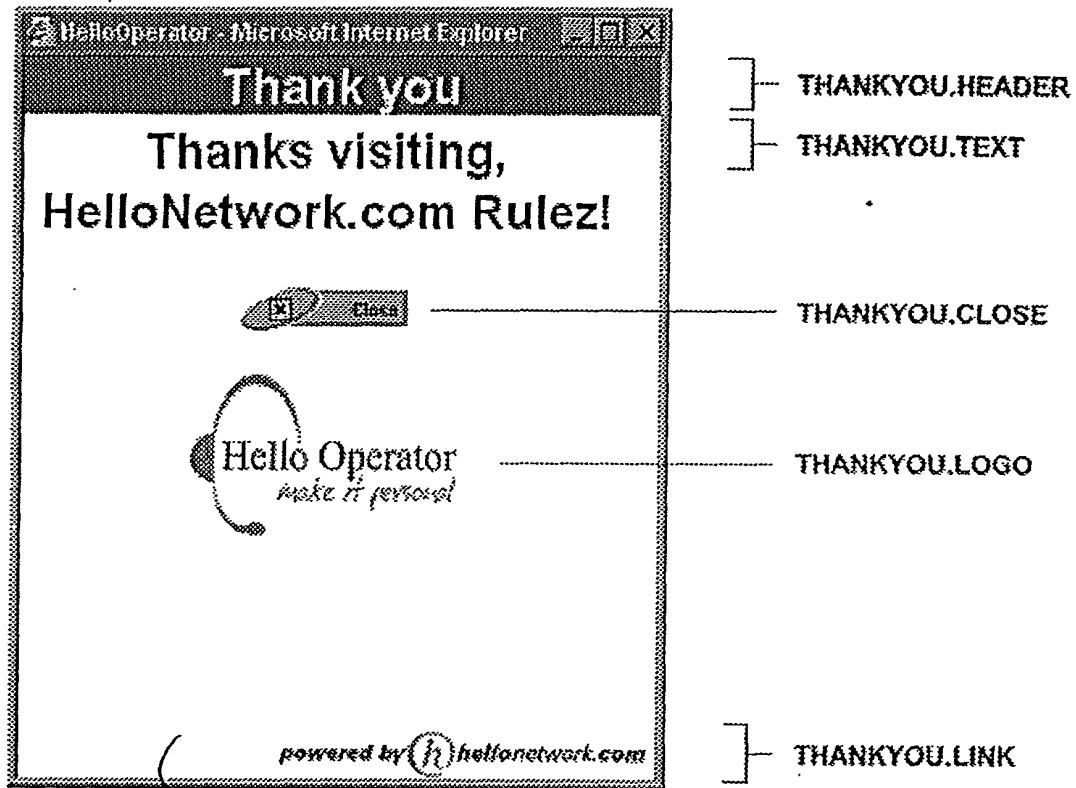 HelloOperator - Microsoft Internet Explorer
Thank you
THANKYOU.HEADER
Thanks visiting,
HelloNetwork.com Rulez!
THANKYOU.TEXT
Close
THANKYOU.CLOSE
Hello Operator
make it personal
THANKYOU.LOGO
powered by h hellonetwork.com
THANKYOU.LINK